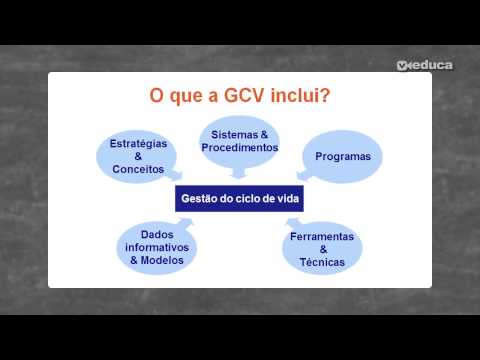 veduca
O que a GCV inclui?
Estratégias
&
Conceitos
Sistemas &
Procedimentos
Programas
Gestão do ciclo de vida
Dados
informativos
& Modelos
Ferramentas
&
Técnicas